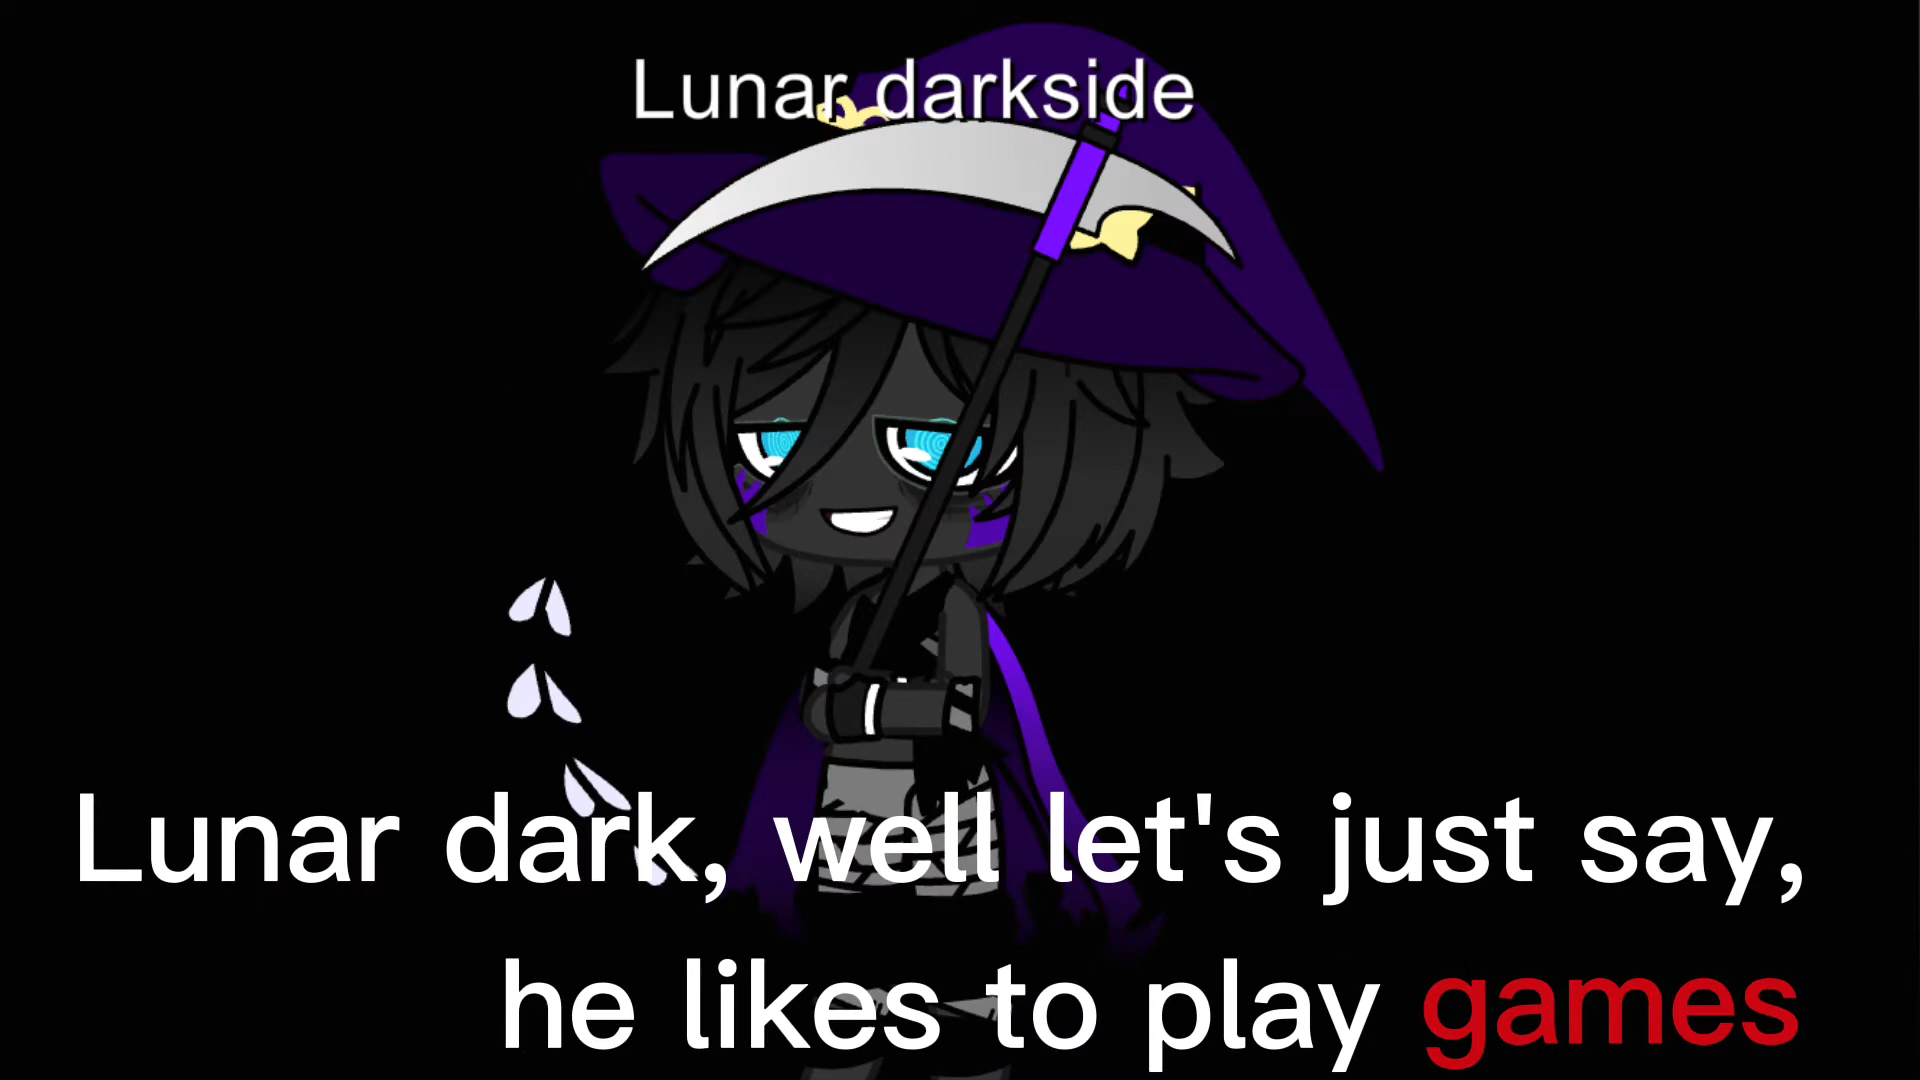 Lunar darkside
Lunar dark, well let's just say,
he likes to play games